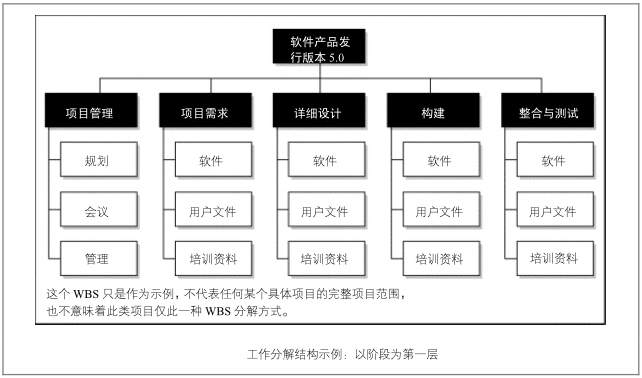 软件产品发
行版本 5.0
项目管理
项目需求
详细设计
构建
整合与测试
规划
软件
软件
软件
软件
会议
用户文件
用户文件
用户文件
用户文件
管理
培训资料
培训资料
培训资料
培训资料
这个 WBS 只是作为示例，不代表任何某个具体项目的完整项目范围，
也不意味着此类项目仅此一种 WBS 分解方式。
工作分解结构示例：以阶段为第一层